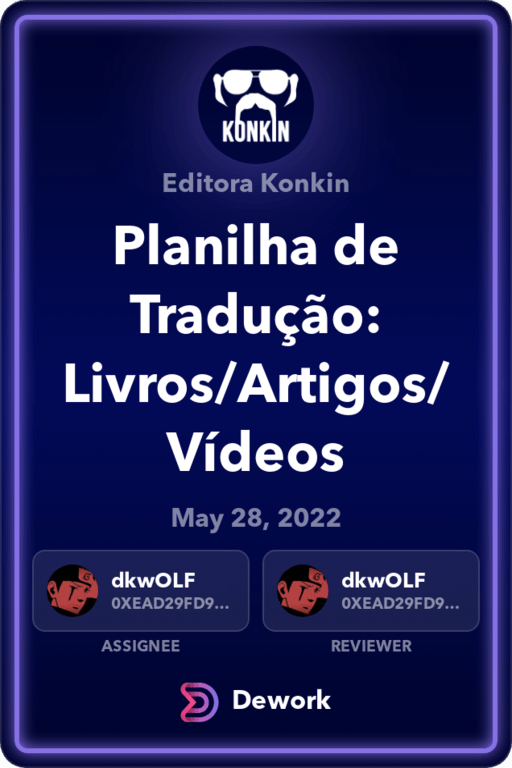 KONKIN
Editora Konkin
Planilha de
Tradução:
Livros/Artigos/
Vídeos
May 28, 2022
dkwOLF
0XEAD29FD9...
dkwOLF
0XEAD29FD9...
ASSIGNEE
REVIEWER
Dework